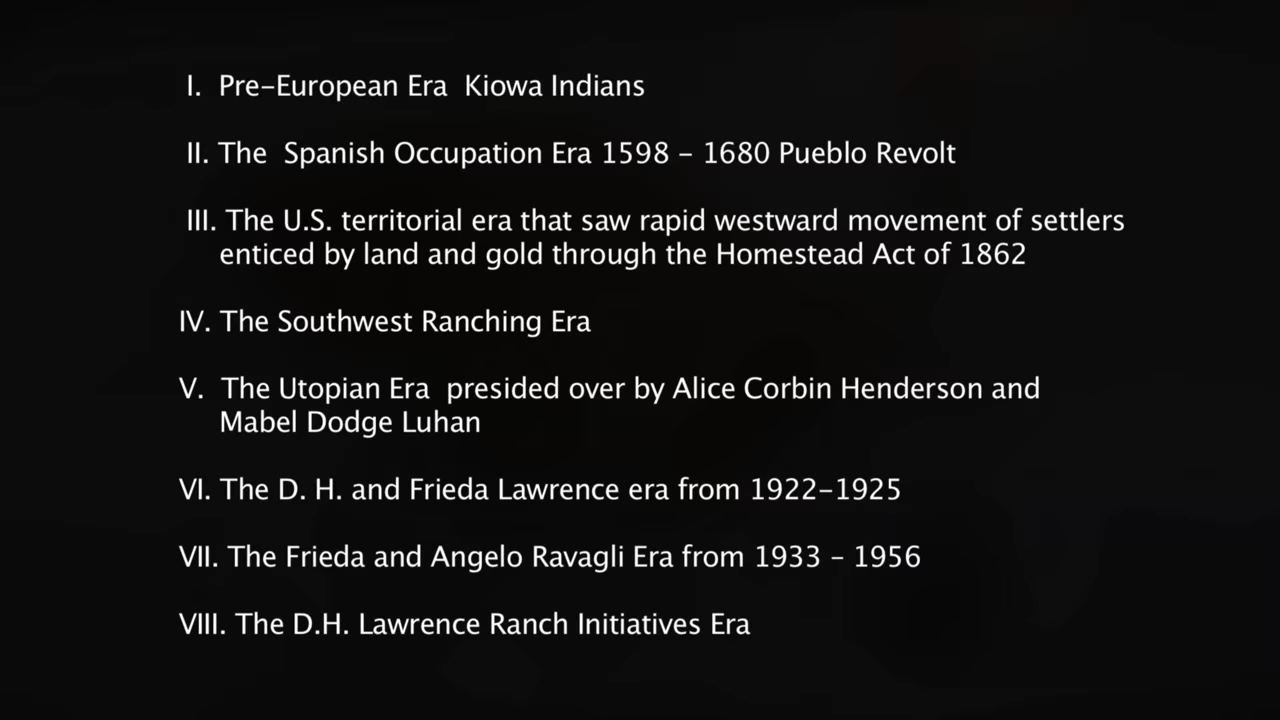 I. Pre-European Era Kiowa Indians
II. The Spanish Occupation Era 1598 - 1680 Pueblo Revolt
III. The U.S. territorial era that saw rapid westward movement of settlers
enticed by land and gold through the Homestead Act of 1862
IV. The Southwest Ranching Era
V. The Utopian Era presided over by Alice Corbin Henderson and
Mabel Dodge Luhan
VI. The D. H. and Frieda Lawrence era from 1922-1925
VII. The Frieda and Angelo Ravagli Era from 1933 - 1956
VIII. The D.H. Lawrence Ranch Initiatives Era